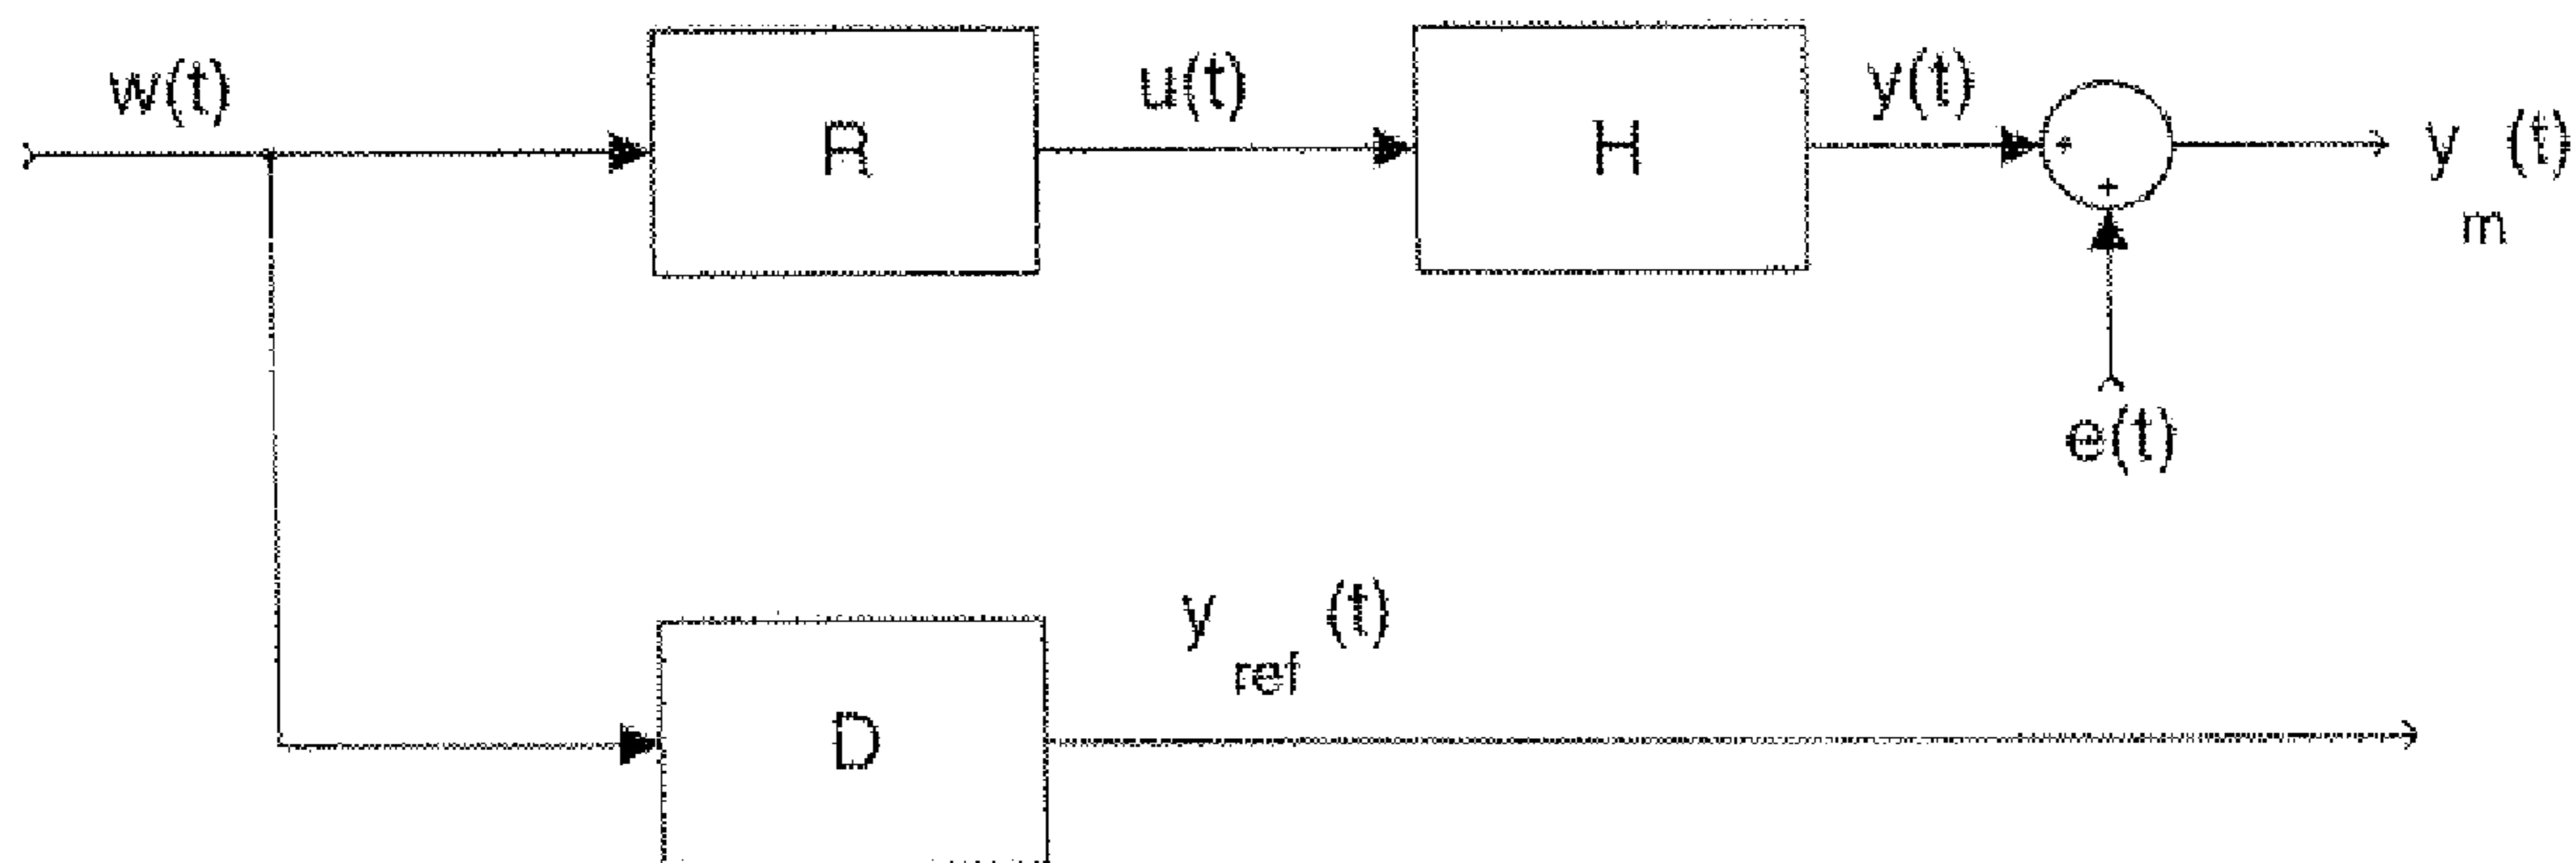 w(t)
R
u(t)
H
y(t)
+
+
y (t)
m
e(t)
D
y (t)
ref